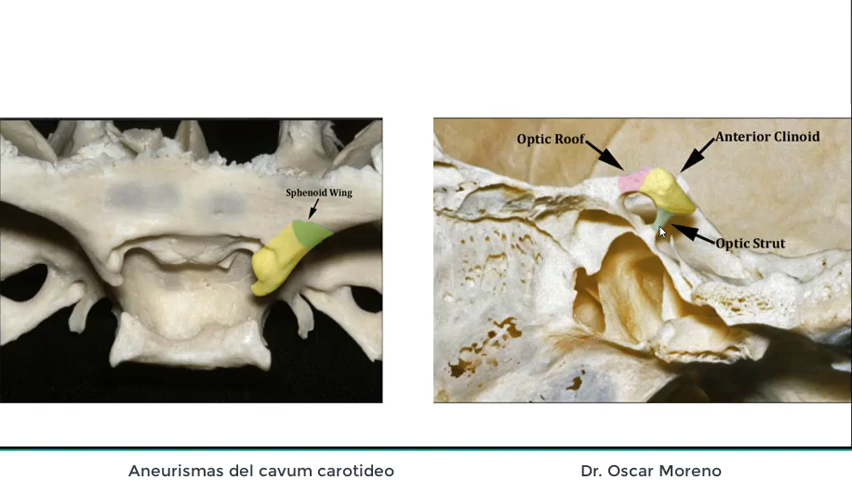 Sphenoid Wing
Optic Roof
Anterior Clinoid
Optic Strut
Aneurismas del cavum carotideo
Dr. Oscar Moreno